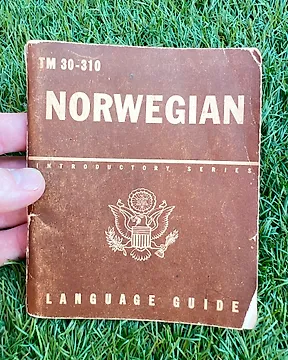 TM 30-310
NORWEGIAN
INTRODUCTORY SERIES
LANGUAGE GUIDE